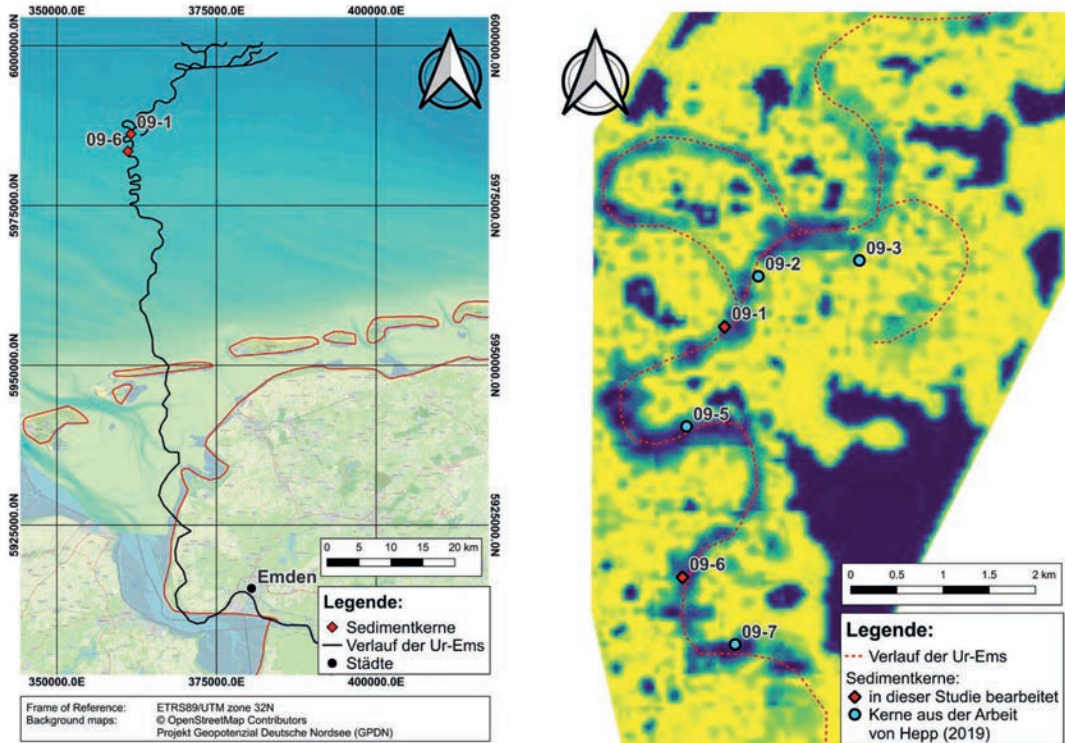 350000.0E 375000.0E 400000.0E
6000000.0N 6000000.0N
09-1
09-6
5975000.0N 5975000.0N
5950000.0N 5950000.0N
5925000.0N 5925000.0N
0 5 10 15 20 km
Emden
Legende:
Sedimentkerne
Verlauf der Ur-Ems
Städte
350000.0E 375000.0E 400000.0E
Frame of Reference: ETRS89/UTM zone 32N
Background maps: © OpenStreetMap Contributors
Projekt Geopotenzial Deutsche Nordsee (GPDN)
09-3
09-2
09-1
09-5
09-6
09-7
0 0.5 1 1.5 2 km
Legende:
Verlauf der Ur-Ems
Sedimentkerne:
in dieser Studie bearbeitet
Kerne aus der Arbeit
von Hepp (2019)